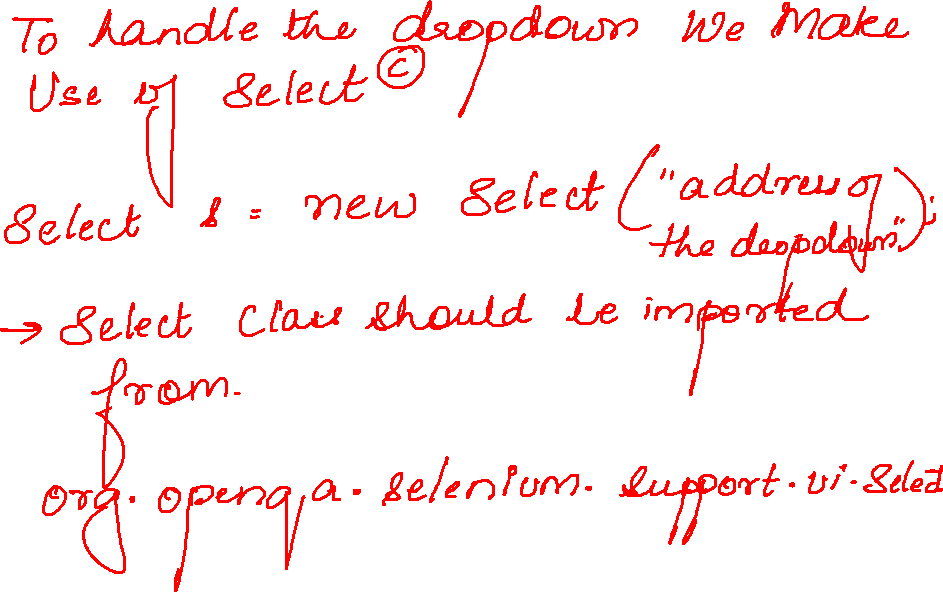 To handle the dropdown We Make
Use of Select ©
Select s = new Select ("address of
the dropdown");
→ Select Class should be imported
from.
org. openqa. selenium. support. ui. Select